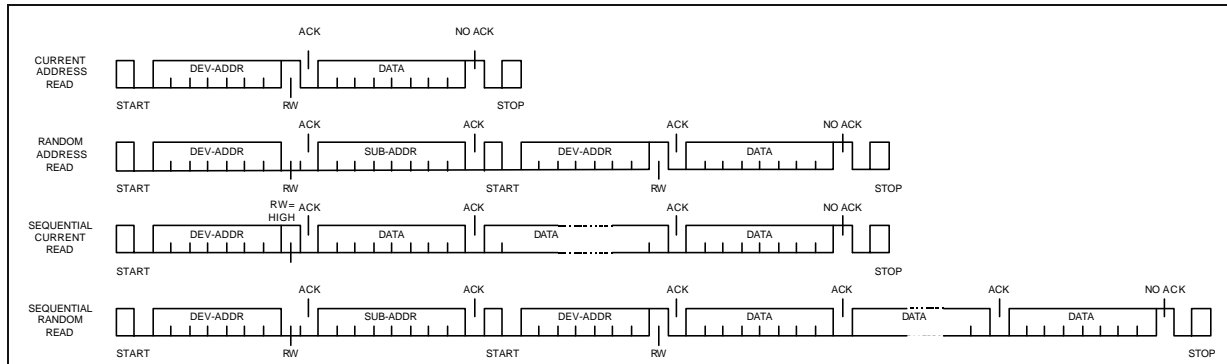 ACK NO ACK
CURRENT
ADDRESS
READ
DEV-ADDR DATA
START RW STOP
ACK ACK ACK NO ACK
RANDOM
ADDRESS
READ
DEV-ADDR SUB-ADDR DEV-ADDR DATA
START RW START RW STOP
RW=
HIGH
ACK ACK ACK NO ACK
SEQUENTIAL
CURRENT
READ
DEV-ADDR DATA DATA DATA
START STOP
ACK ACK ACK ACK ACK NO ACK
SEQUENTIAL
RANDOM
READ
DEV-ADDR SUB-ADDR DEV-ADDR DATA DATA DATA
START RW START RW STOP